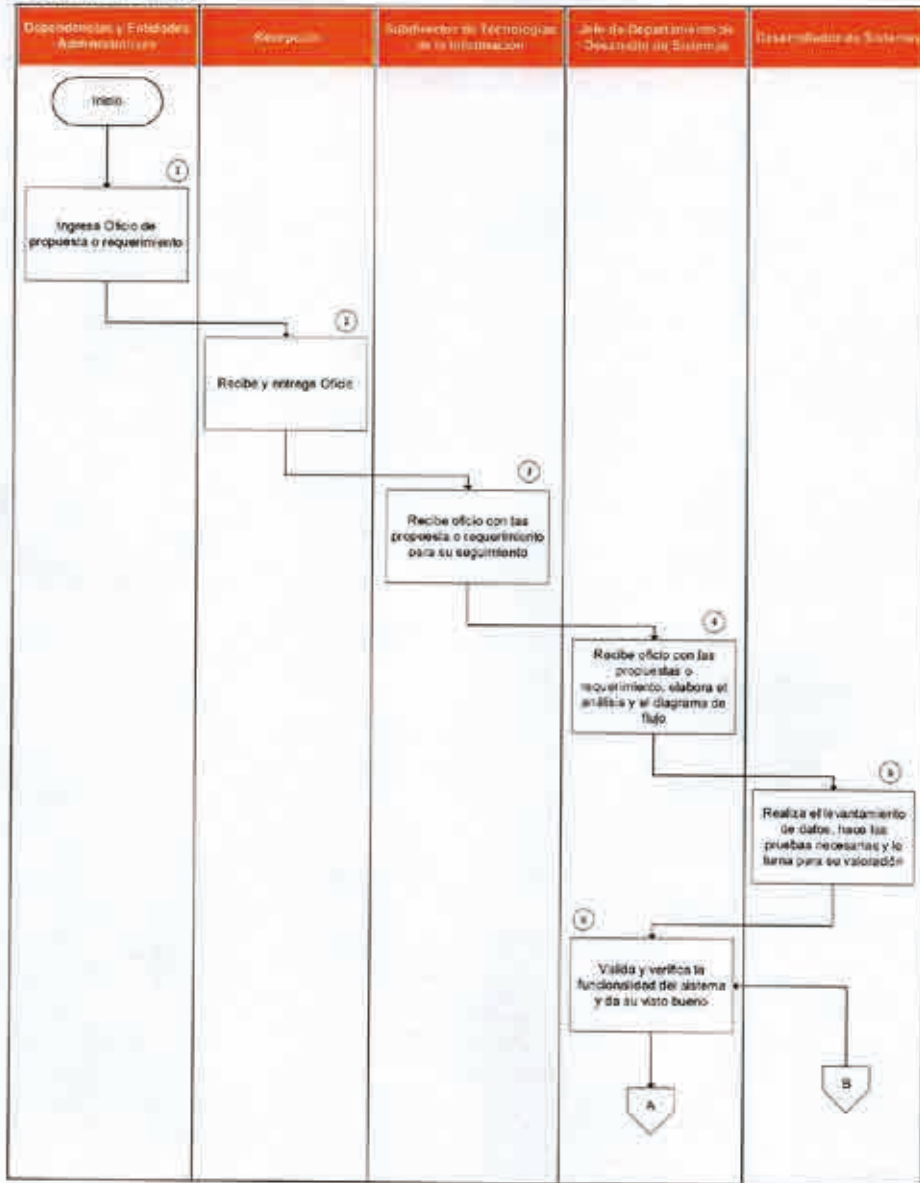 Dependencias y Entidades
Administrativas
Recepción
Subdirector de Tecnologías
de la Información
Jefe de Departamento de
Desarrollo de Sistemas
Desarrollador de Sistemas
Inicio
1
Ingresa Oficio de
propuesta o requerimiento
2
Recibe y entrega Oficio
3
Recibe oficio con las
propuesta o requerimiento
para su seguimiento
4
Recibe oficio con las
propuestas o
requerimiento, elabora el
análisis y el diagrama de
flujo
5
Realiza el levantamiento
de datos, hace las
pruebas necesarias y lo
turna para su valoración
6
Valida y verifica la
funcionalidad del sistema
y da su visto bueno
A
B